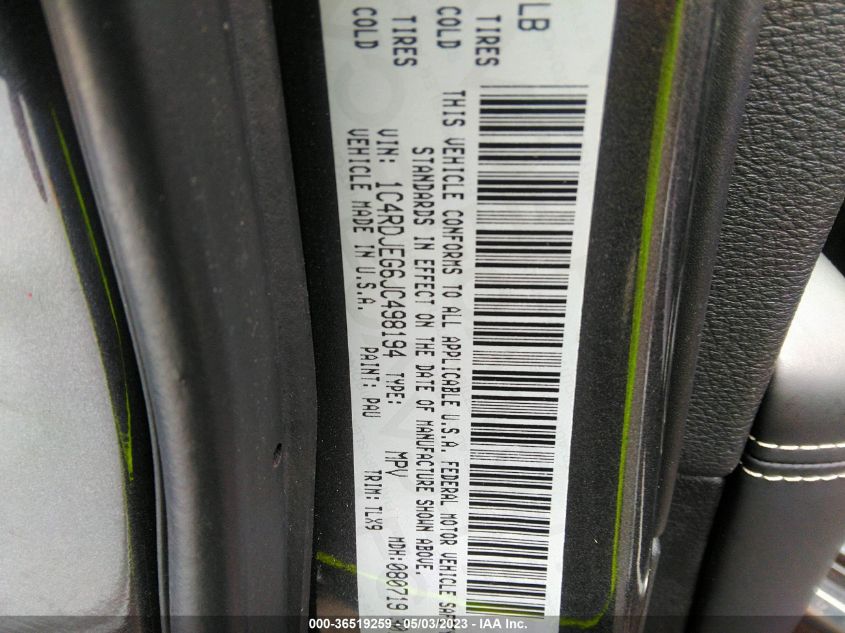 LB
TIRES COLD
TIRES COLD
THIS VEHICLE CONFORMS TO ALL APPLICABLE U.S.A. FEDERAL MOTOR VEHICLE
STANDARDS IN EFFECT ON THE DATE OF MANUFACTURE SHOWN ABOVE.
VIN: 1C4RDJEG6JC498194 TYPE: MPV
VEHICLE MADE IN U.S.A. PAINT: PAU TRIM: TLX9 MDH:080719
000-36519259 - 05/03/2023 - IAA Inc.